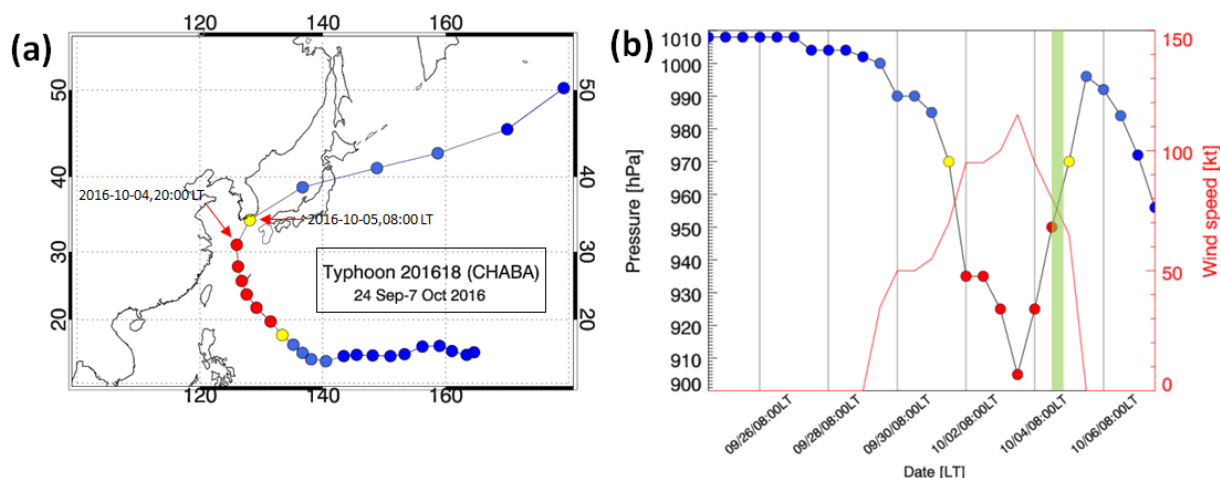 (a)
120 140 160
50 50
40 40
30 30
20 20
120 140 160
2016-10-04,20:00 LT
2016-10-05,08:00 LT
Typhoon 201618 (CHABA)
24 Sep-7 Oct 2016
(b)
Pressure [hPa]
1010
1000
990
980
970
960
950
940
930
920
910
900
150
100
50
0
Wind speed [kt]
09/26/08:00LT
09/28/08:00LT
09/30/08:00LT
10/02/08:00LT
10/04/08:00LT
10/06/08:00LT
Date [LT]